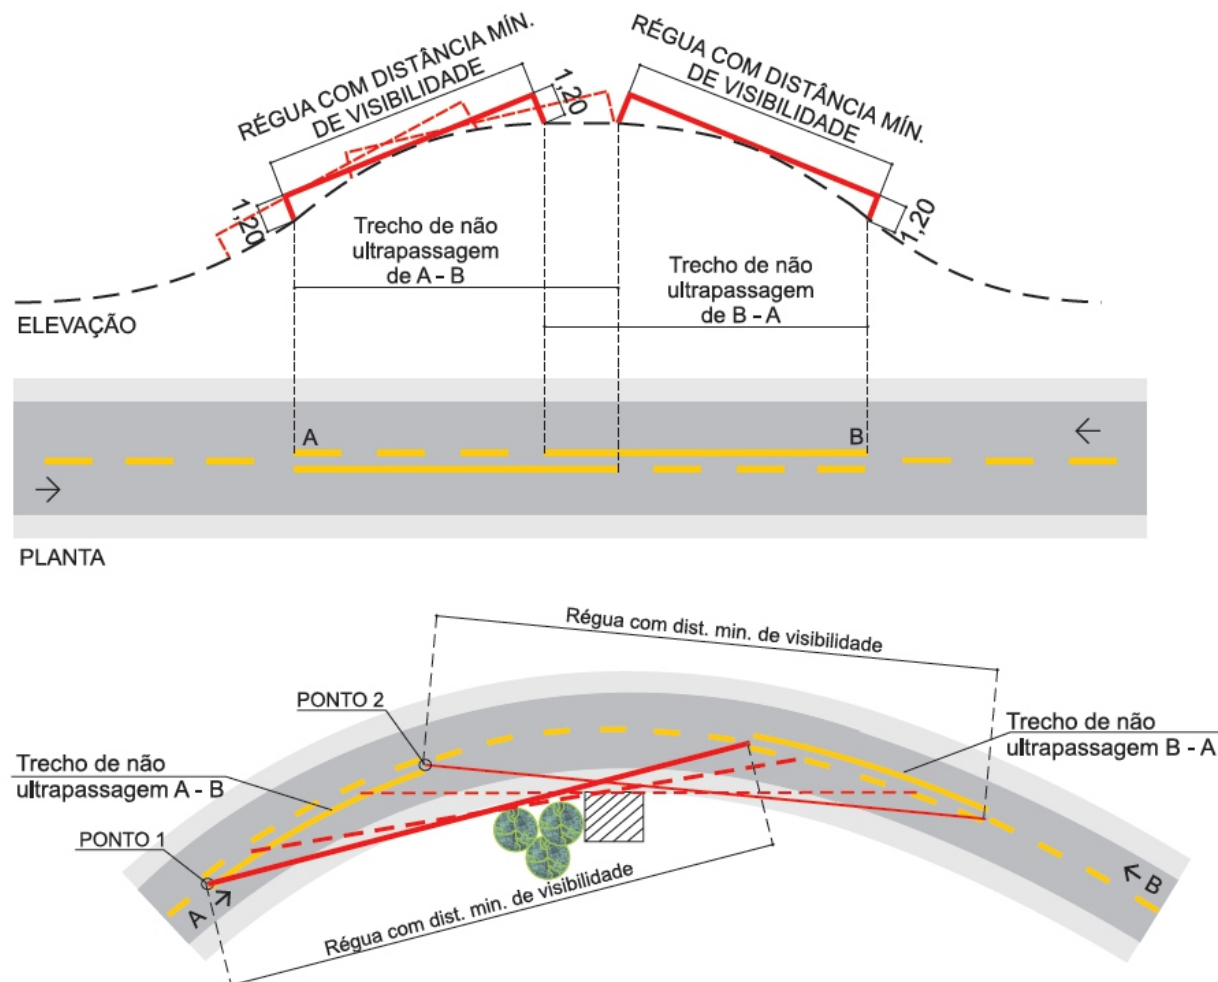 RÉGUA COM DISTÂNCIA MÍN.
DE VISIBILIDADE
1,20
RÉGUA COM DISTÂNCIA MÍN.
DE VISIBILIDADE
1,20
1,20
Trecho de não
ultrapassagem
de A - B
Trecho de não
ultrapassagem
de B - A
ELEVAÇÃO
A
B
PLANTA
Régua com dist. min. de visibilidade
PONTO 2
Trecho de não
ultrapassagem B - A
Trecho de não
ultrapassagem A - B
PONTO 1
A
B
Régua com dist. min. de visibilidade